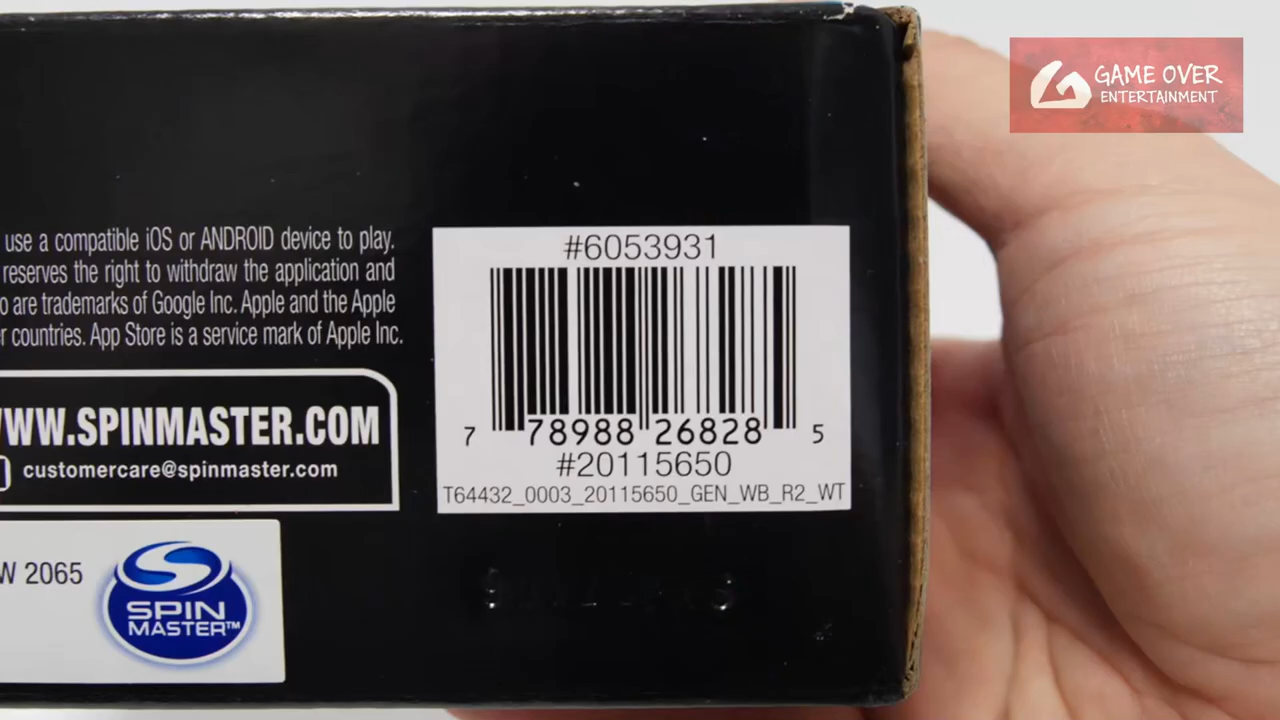 GAME OVER
ENTERTAINMENT
use a compatible iOS or ANDROID device to play.
reserves the right to withdraw the application and
are trademarks of Google Inc. Apple and the Apple
countries. App Store is a service mark of Apple Inc.
WWW.SPINMASTER.COM
customercare@spinmaster.com
W 2065
SPIN
MASTER™
#6053931
7 78988 26828 5
#20115650
T64432_0003_20115650_GEN_WB_R2_WT